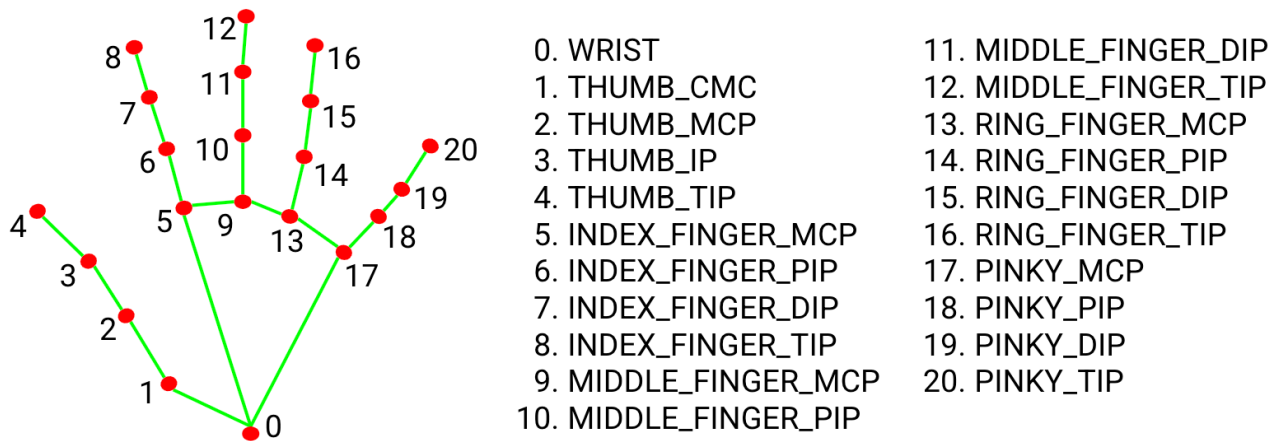 12
8
16
11
7
15
6
10
20
14
19
4
5
9
13
18
3
17
2
1
0
0. WRIST
1. THUMB_CMC
2. THUMB_MCP
3. THUMB_IP
4. THUMB_TIP
5. INDEX_FINGER_MCP
6. INDEX_FINGER_PIP
7. INDEX_FINGER_DIP
8. INDEX_FINGER_TIP
9. MIDDLE_FINGER_MCP
10. MIDDLE_FINGER_PIP
11. MIDDLE_FINGER_DIP
12. MIDDLE_FINGER_TIP
13. RING_FINGER_MCP
14. RING_FINGER_PIP
15. RING_FINGER_DIP
16. RING_FINGER_TIP
17. PINKY_MCP
18. PINKY_PIP
19. PINKY_DIP
20. PINKY_TIP